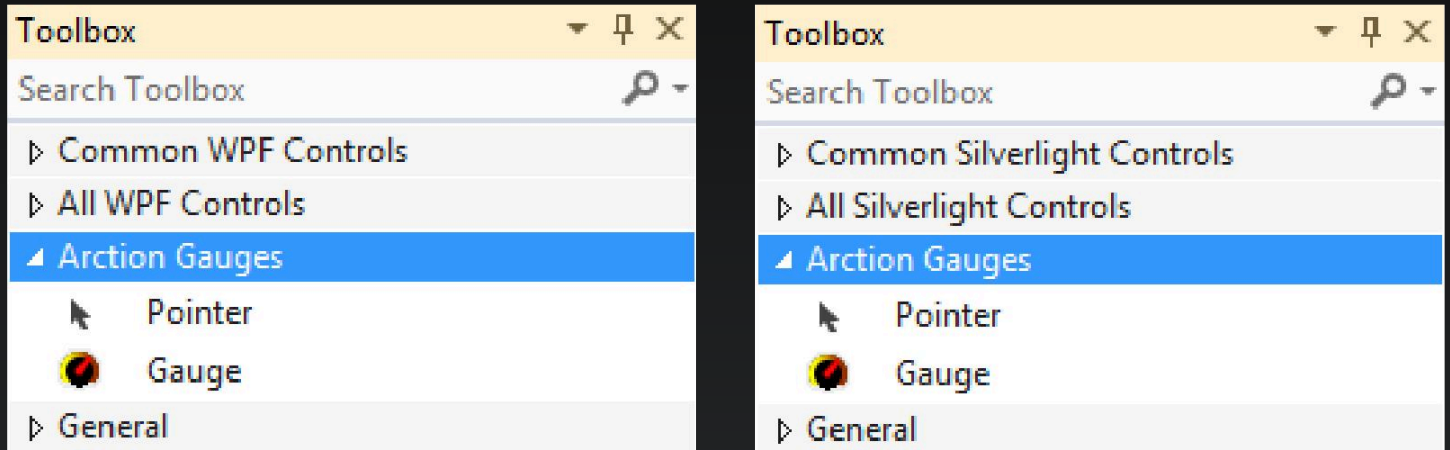 Toolbox
Search Toolbox
Common WPF Controls
All WPF Controls
Arction Gauges
Pointer
Gauge
General
Toolbox
Search Toolbox
Common Silverlight Controls
All Silverlight Controls
Arction Gauges
Pointer
Gauge
General